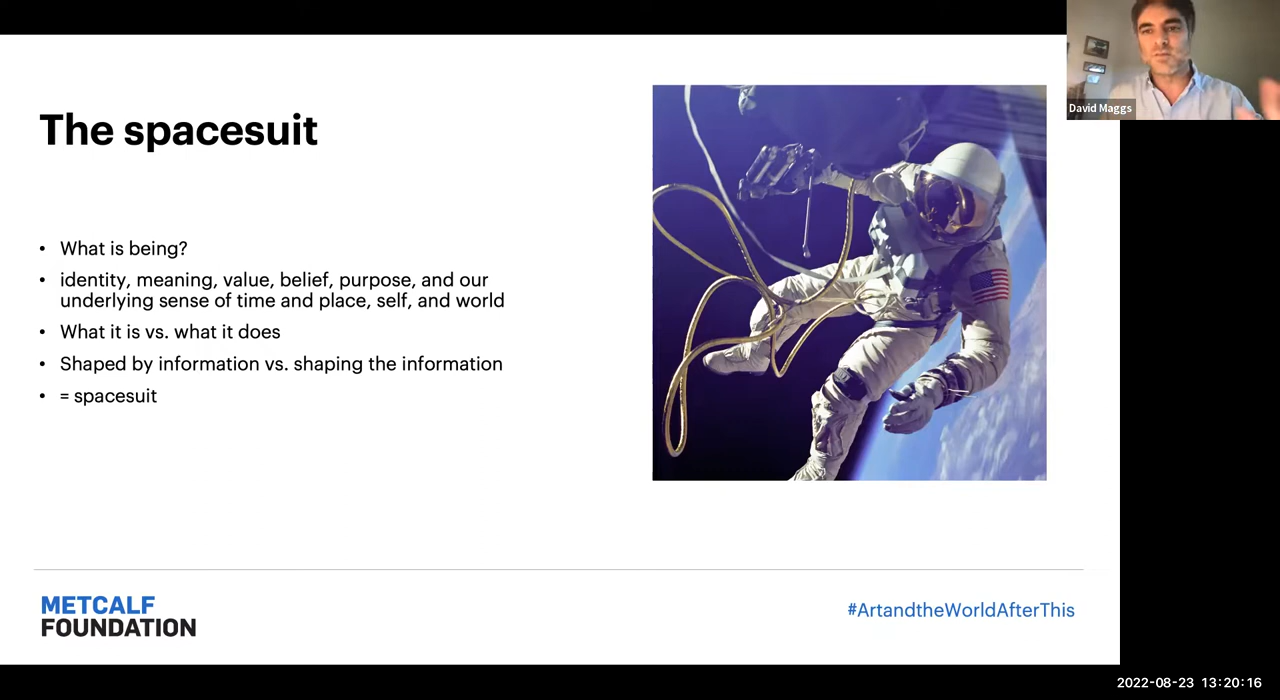 David Maggs
The spacesuit
• What is being?
• identity, meaning, value, belief, purpose, and our
underlying sense of time and place, self, and world
• What it is vs. what it does
• Shaped by information vs. shaping the information
• = spacesuit
METCALF
FOUNDATION
#ArtandtheWorldAfterThis
2022-08-23 13:20:16